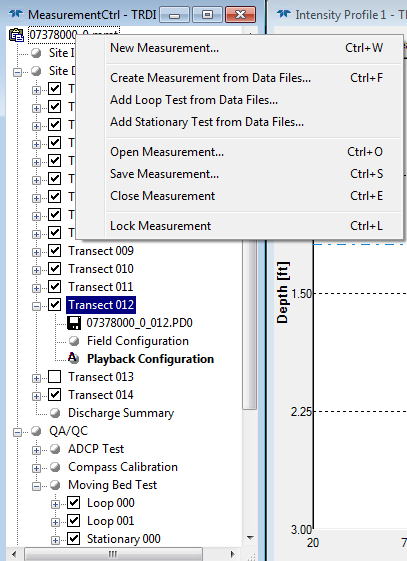 MeasurementCtrl - TRDI
Intensity Profile 1 - T
07378000_0.mmt
Site I
Site D
New Measurement... Ctrl+W
Create Measurement from Data Files... Ctrl+F
Add Loop Test from Data Files...
Add Stationary Test from Data Files...
Open Measurement... Ctrl+O
Save Measurement... Ctrl+S
Close Measurement Ctrl+E
Lock Measurement Ctrl+L
T
T
T
T
T
T
T
Transect 009
Transect 010
Transect 011
Transect 012
07378000_0_012.PD0
Field Configuration
Playback Configuration
Transect 013
Transect 014
Discharge Summary
QA/QC
ADCP Test
Compass Calibration
Moving Bed Test
Loop 000
Loop 001
Stationary 000
Depth [ft]
1.50
2.25
3.00
20
7